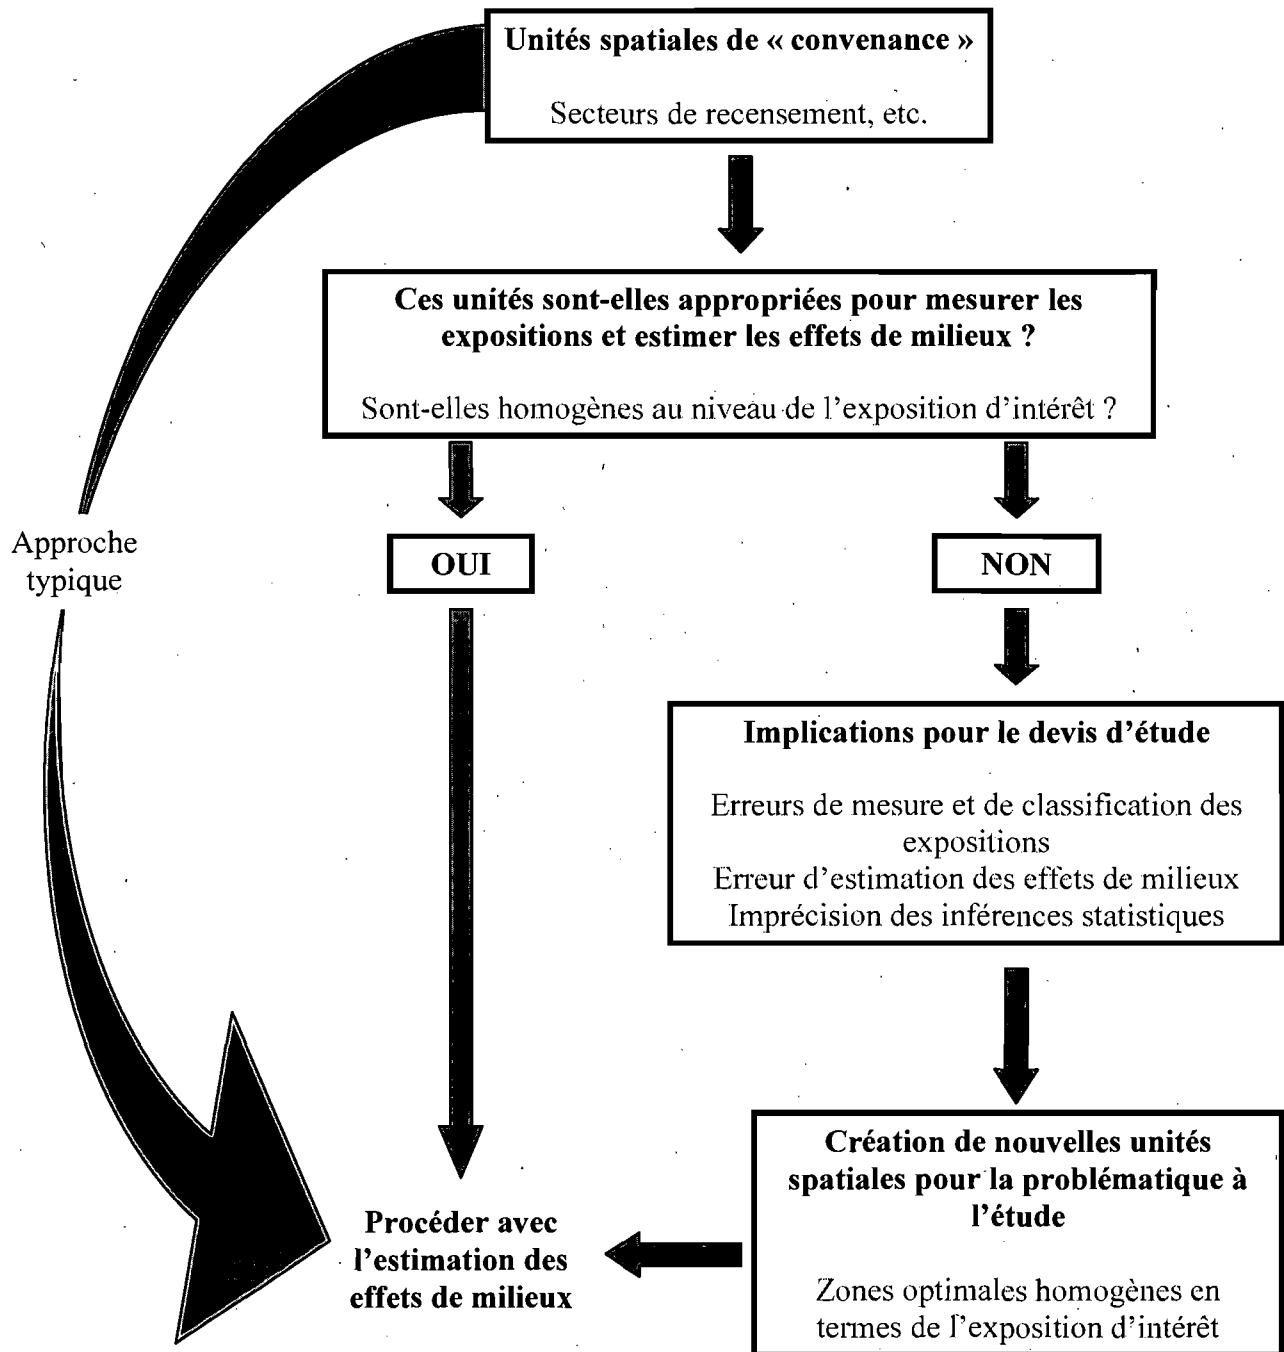 Unités spatiales de « convenance »
Secteurs de recensement, etc.
Ces unités sont-elles appropriées pour mesurer les
expositions et estimer les effets de milieux ?
Sont-elles homogènes au niveau de l'exposition d'intérêt ?
Approche
typique
OUI
NON
Implications pour le devis d'étude
Erreurs de mesure et de classification des
expositions
Erreur d'estimation des effets de milieux
Imprécision des inférences statistiques
Création de nouvelles unités
spatiales pour la problématique à
l'étude
Zones optimales homogènes en
termes de l'exposition d'intérêt
Procéder avec
l'estimation des
effets de milieux